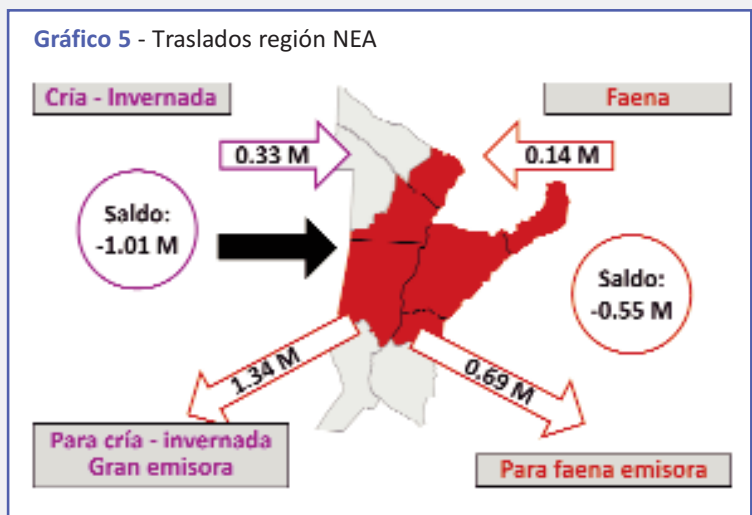 Gráfico 5 - Traslados región NEA
Cría - Invernada
Faena
0.33 M
0.14 M
Saldo:
-1.01 M
Saldo:
-0.55 M
1.34 M
0.69 M
Para cría - invernada
Gran emisora
Para faena emisora